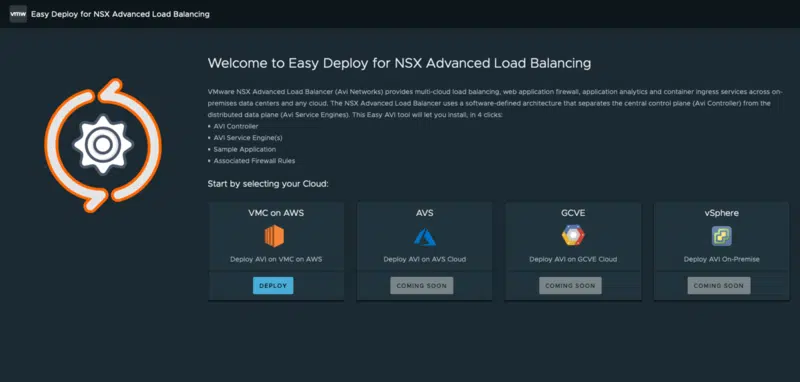 vmw Easy Deploy for NSX Advanced Load Balancing
Welcome to Easy Deploy for NSX Advanced Load Balancing
VMware NSX Advanced Load Balancer (Avi Networks) provides multi-cloud load balancing, web application firewall, application analytics and container ingress services across on-
premises data centers and any cloud. The NSX Advanced Load Balancer uses a software-defined architecture that separates the central control plane (Avi Controller) from the
distributed data plane (Avi Service Engines). This Easy AVI tool will let you install, in 4 clicks:
• AVI Controller
• AVI Service Engine(s)
• Sample Application
• Associated Firewall Rules
Start by selecting your Cloud:
VMC on AWS
Deploy AVI on VMC on AWS
DEPLOY
AVS
Deploy AVI on AVS Cloud
COMING SOON
GCVE
Deploy AVI on GCVE Cloud
COMING SOON
vSphere
Deploy AVI On-Premise
COMING SOON